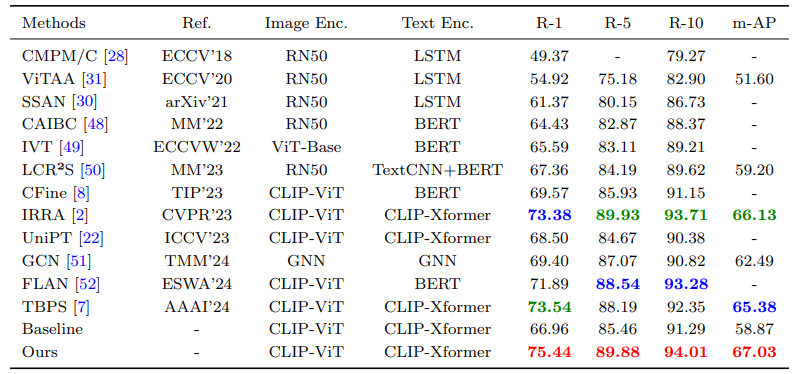 Methods Ref. Image Enc. Text Enc. R-1 R-5 R-10 m-AP
CMPM/C [28] ECCV'18 RN50 LSTM 49.37 - 79.27 -
ViTAA [31] ECCV'20 RN50 LSTM 54.92 75.18 82.90 51.60
SSAN [30] arXiv'21 RN50 LSTM 61.37 80.15 86.73 -
CAIBC [48] MM'22 RN50 BERT 64.43 82.87 88.37 -
IVT [49] ECCVW'22 ViT-Base BERT 65.59 83.11 89.21 -
LCR²S [50] MM'23 RN50 TextCNN+BERT 67.36 84.19 89.62 59.20
CFine [8] TIP'23 CLIP-ViT BERT 69.57 85.93 91.15 -
IRRA [2] CVPR'23 CLIP-ViT CLIP-Xformer 73.38 89.93 93.71 66.13
UniPT [22] ICCV'23 CLIP-ViT CLIP-Xformer 68.50 84.67 90.38 -
GCN [51] TMM'24 GNN GNN 69.40 87.07 90.82 62.49
FLAN [52] ESWA'24 CLIP-ViT BERT 71.89 88.54 93.28 -
TBPS [7] AAAI'24 CLIP-ViT CLIP-Xformer 73.54 88.19 92.35 65.38
Baseline - CLIP-ViT CLIP-Xformer 66.96 85.46 91.29 58.87
Ours - CLIP-ViT CLIP-Xformer 75.44 89.88 94.01 67.03